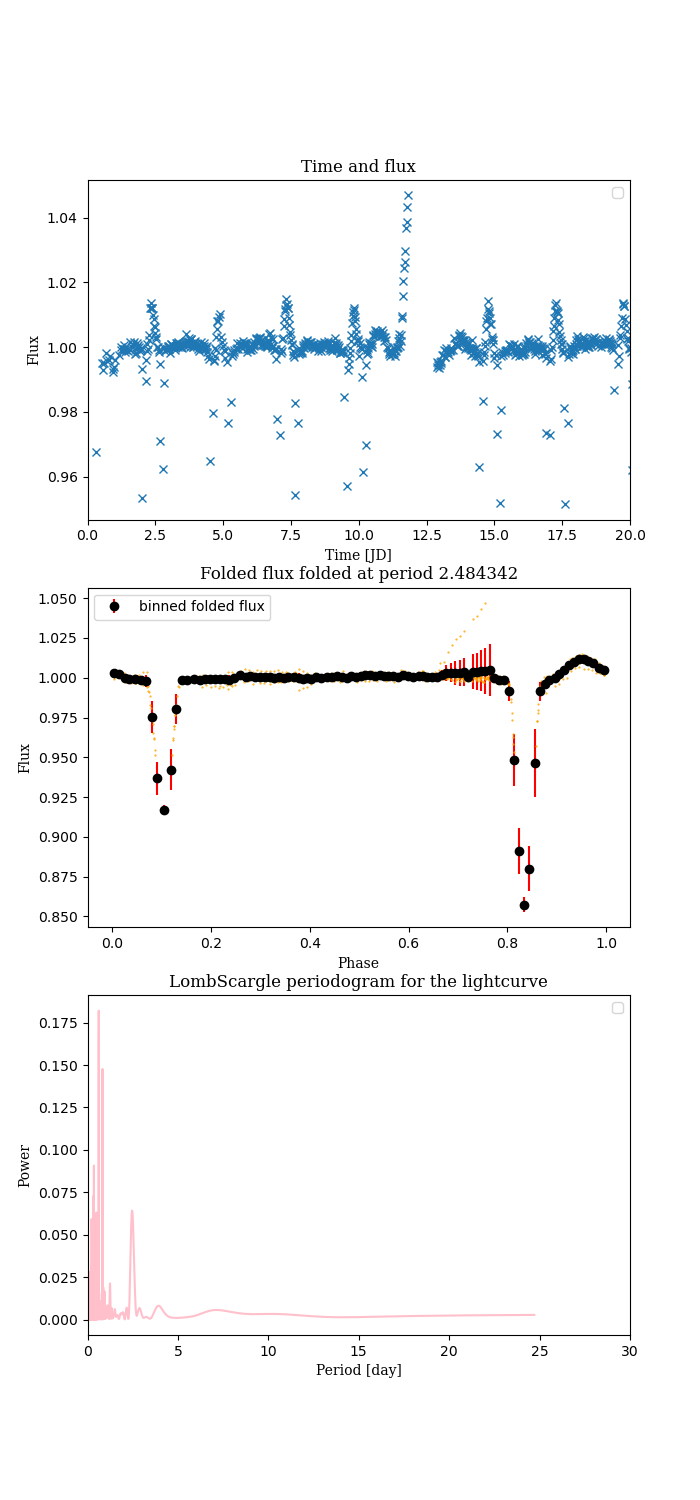 Time and flux
1.04
1.02
1.00
0.98
0.96
Flux
0.0 2.5 5.0 7.5 10.0 12.5 15.0 17.5 20.0
Time [JD]
Folded flux folded at period 2.484342
binned folded flux
1.050
1.025
1.000
0.975
0.950
0.925
0.900
0.875
0.850
Flux
0.0 0.2 0.4 0.6 0.8 1.0
Phase
LombScargle periodogram for the lightcurve
0.175
0.150
0.125
0.100
0.075
0.050
0.025
0.000
Power
0 5 10 15 20 25 30
Period [day]